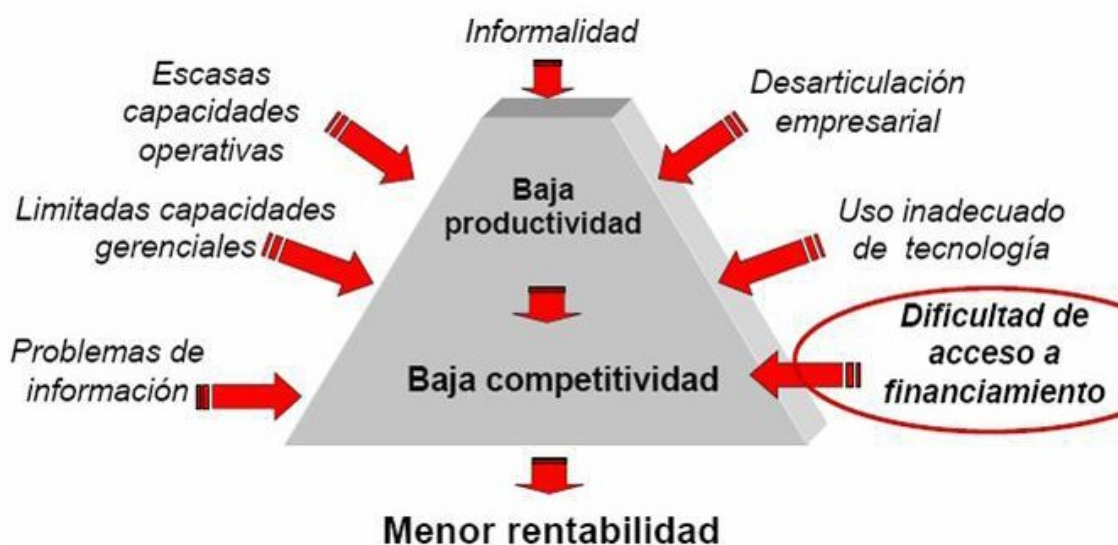 Informalidad
Escasas
capacidades
operativas
Desarticulación
empresarial
Limitadas capacidades
gerenciales
Baja
productividad
Uso inadecuado
de tecnología
Problemas de
información
Baja competitividad
Dificultad de
acceso a
financiamiento
Menor rentabilidad